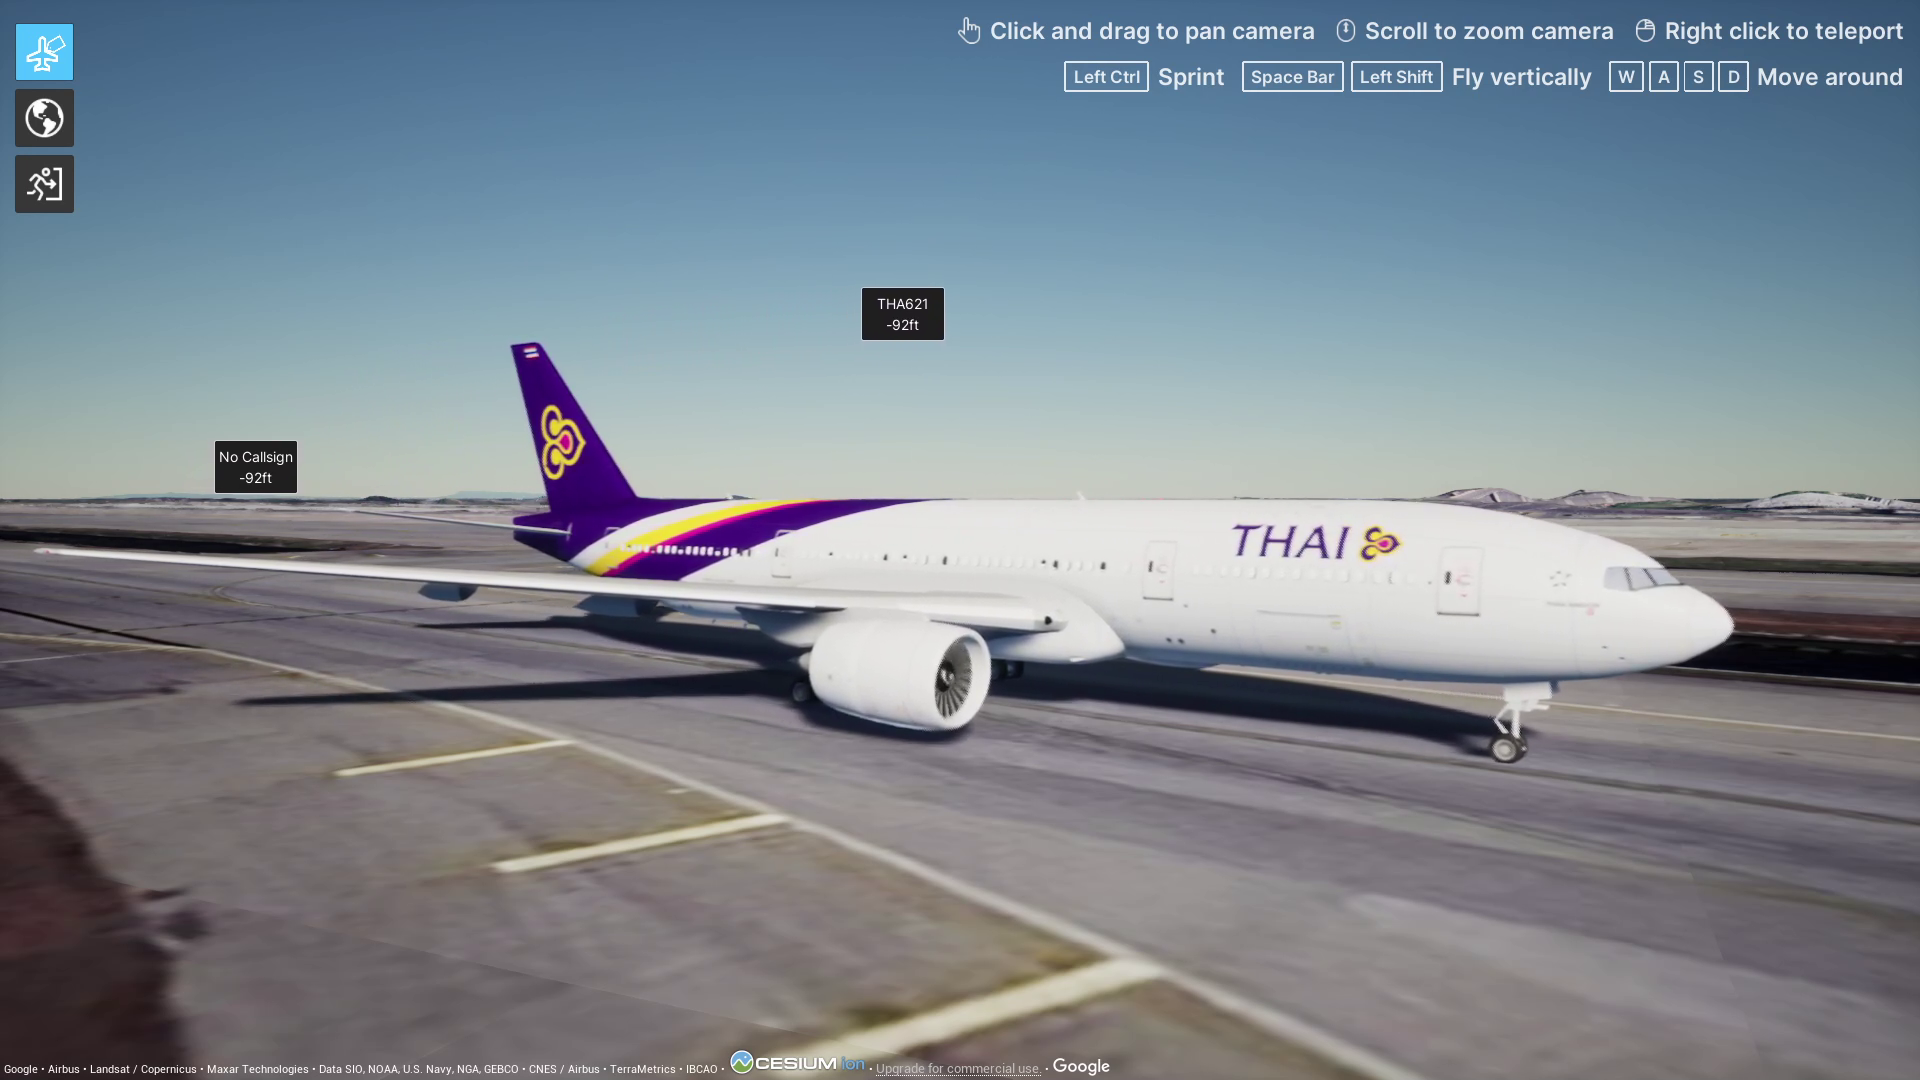 Click and drag to pan camera Scroll to zoom camera Right click to teleport
Left Ctrl Sprint Space Bar Left Shift Fly vertically W A S D Move around
THA621
-92ft
No Callsign
-92ft
THAI
Google • Airbus • Landsat / Copernicus • Maxar Technologies • Data SIO, NOAA, U.S. Navy, NGA, GEBCO • CNES / Airbus • TerraMetrics • IBCAO • CESIUM ion • Upgrade for commercial use. • Google